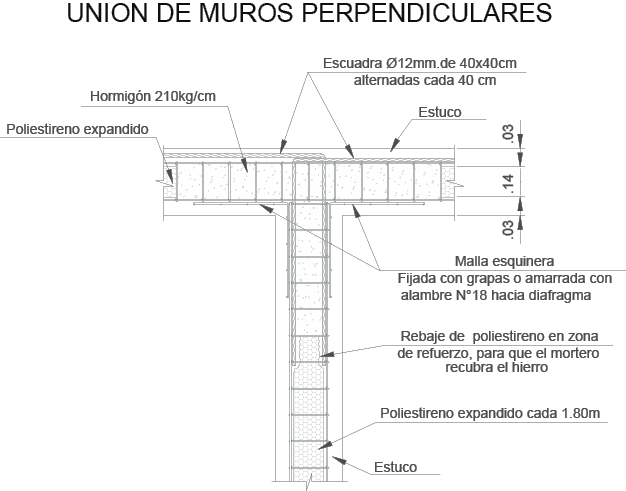 UNION DE MUROS PERPENDICULARES
Escuadra Ø12mm.de 40x40cm
alternadas cada 40 cm
Hormigón 210kg/cm
Estuco
Poliestireno expandido
.03
.14
.03
Malla esquinera
Fijada con grapas o amarrada con
alambre N°18 hacia diafragma
Rebaje de poliestireno en zona
de refuerzo, para que el mortero
recubra el hierro
Poliestireno expandido cada 1.80m
Estuco